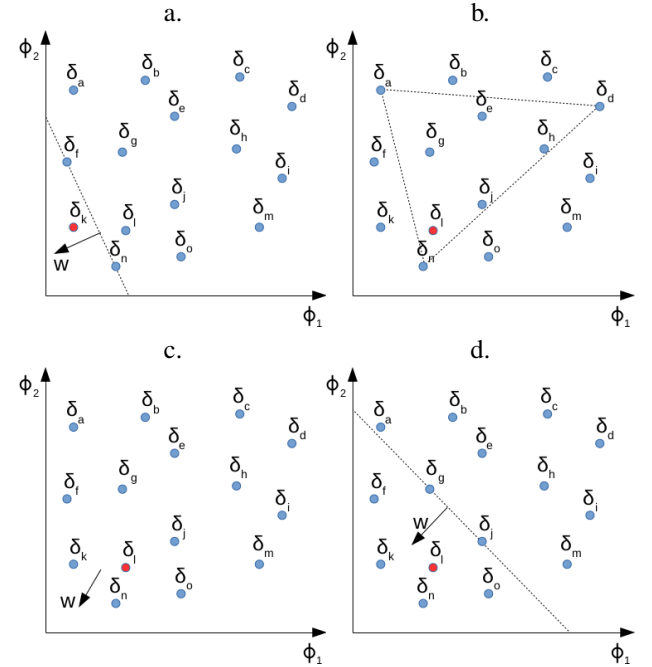 a. b.
ϕ2 ϕ2
δa δb δc δd δa δb δc δd
δe δe
δf δg δh δi δf δg δh δi
δk δl δj δm δk δl δj δm
w δn δo δn δo
ϕ1 ϕ1
c. d.
ϕ2 ϕ2
δa δb δc δd δa δb δc δd
δe δe
δf δg δh δi δf δg δh δi
δk δl δj δm w δk δl δj δm
w δn δo δn δo
ϕ1 ϕ1